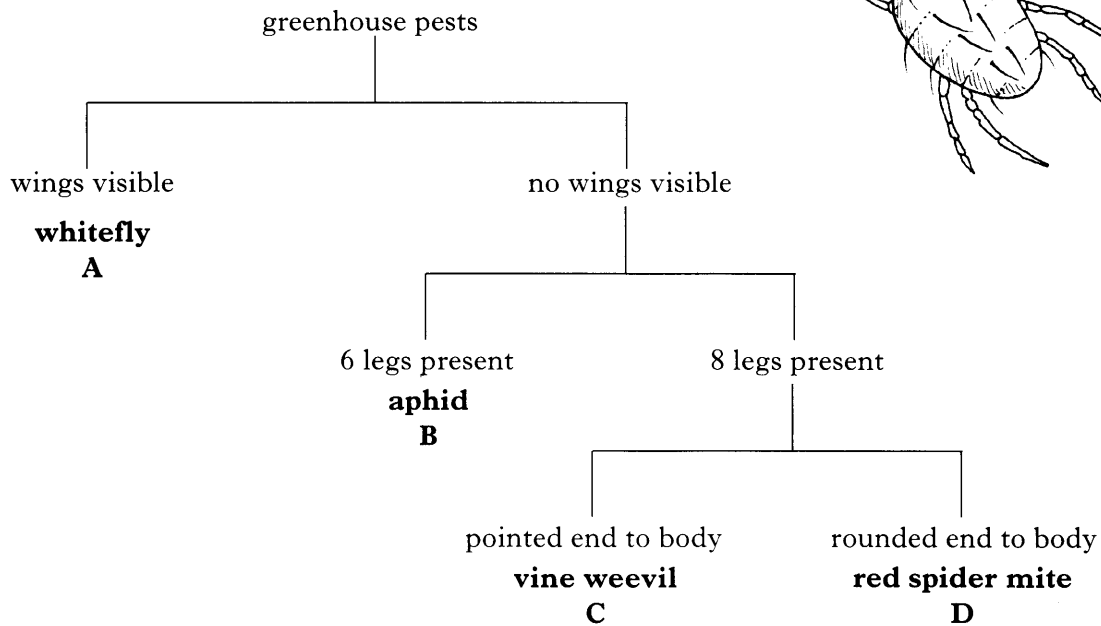 greenhouse pests
wings visible
no wings visible
whitefly
A
6 legs present
8 legs present
aphid
B
pointed end to body
rounded end to body
vine weevil
red spider mite
C
D